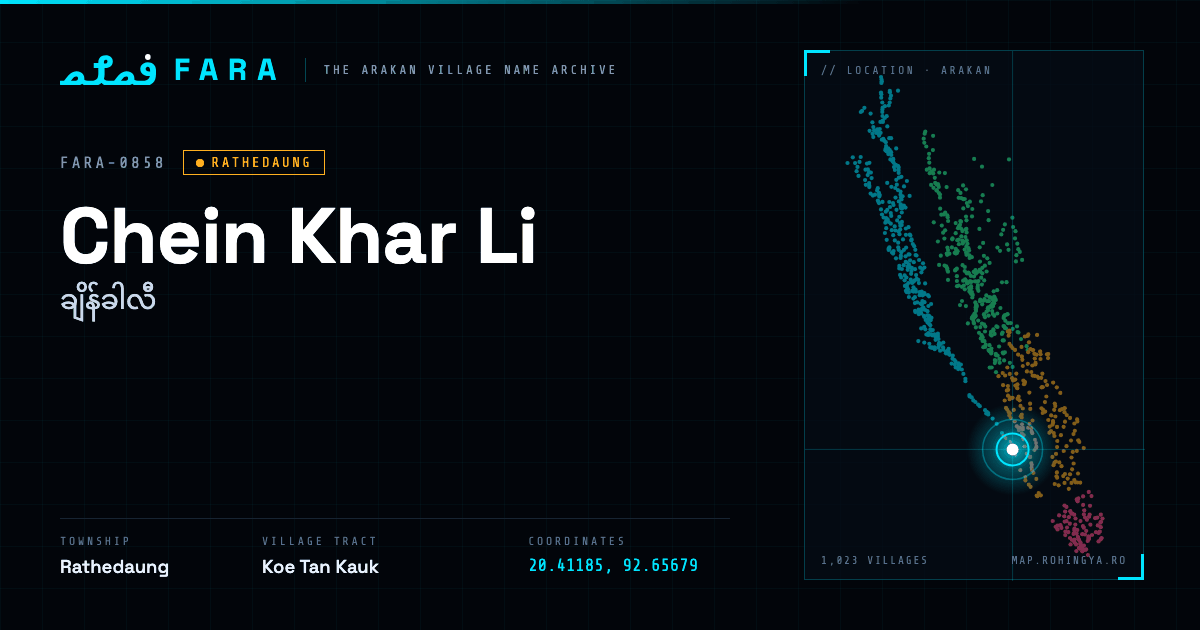 FARA
THE ARAKAN VILLAGE NAME ARCHIVE
FARA-0858
RATHEDAUNG
Chein Khar Li
ချိန်ခါလီ
TOWNSHIP
Rathedaung
VILLAGE TRACT
Koe Tan Kauk
COORDINATES
20.41185, 92.65679
// LOCATION · ARAKAN
1,023 VILLAGES
MAP.ROHINGYA.RO